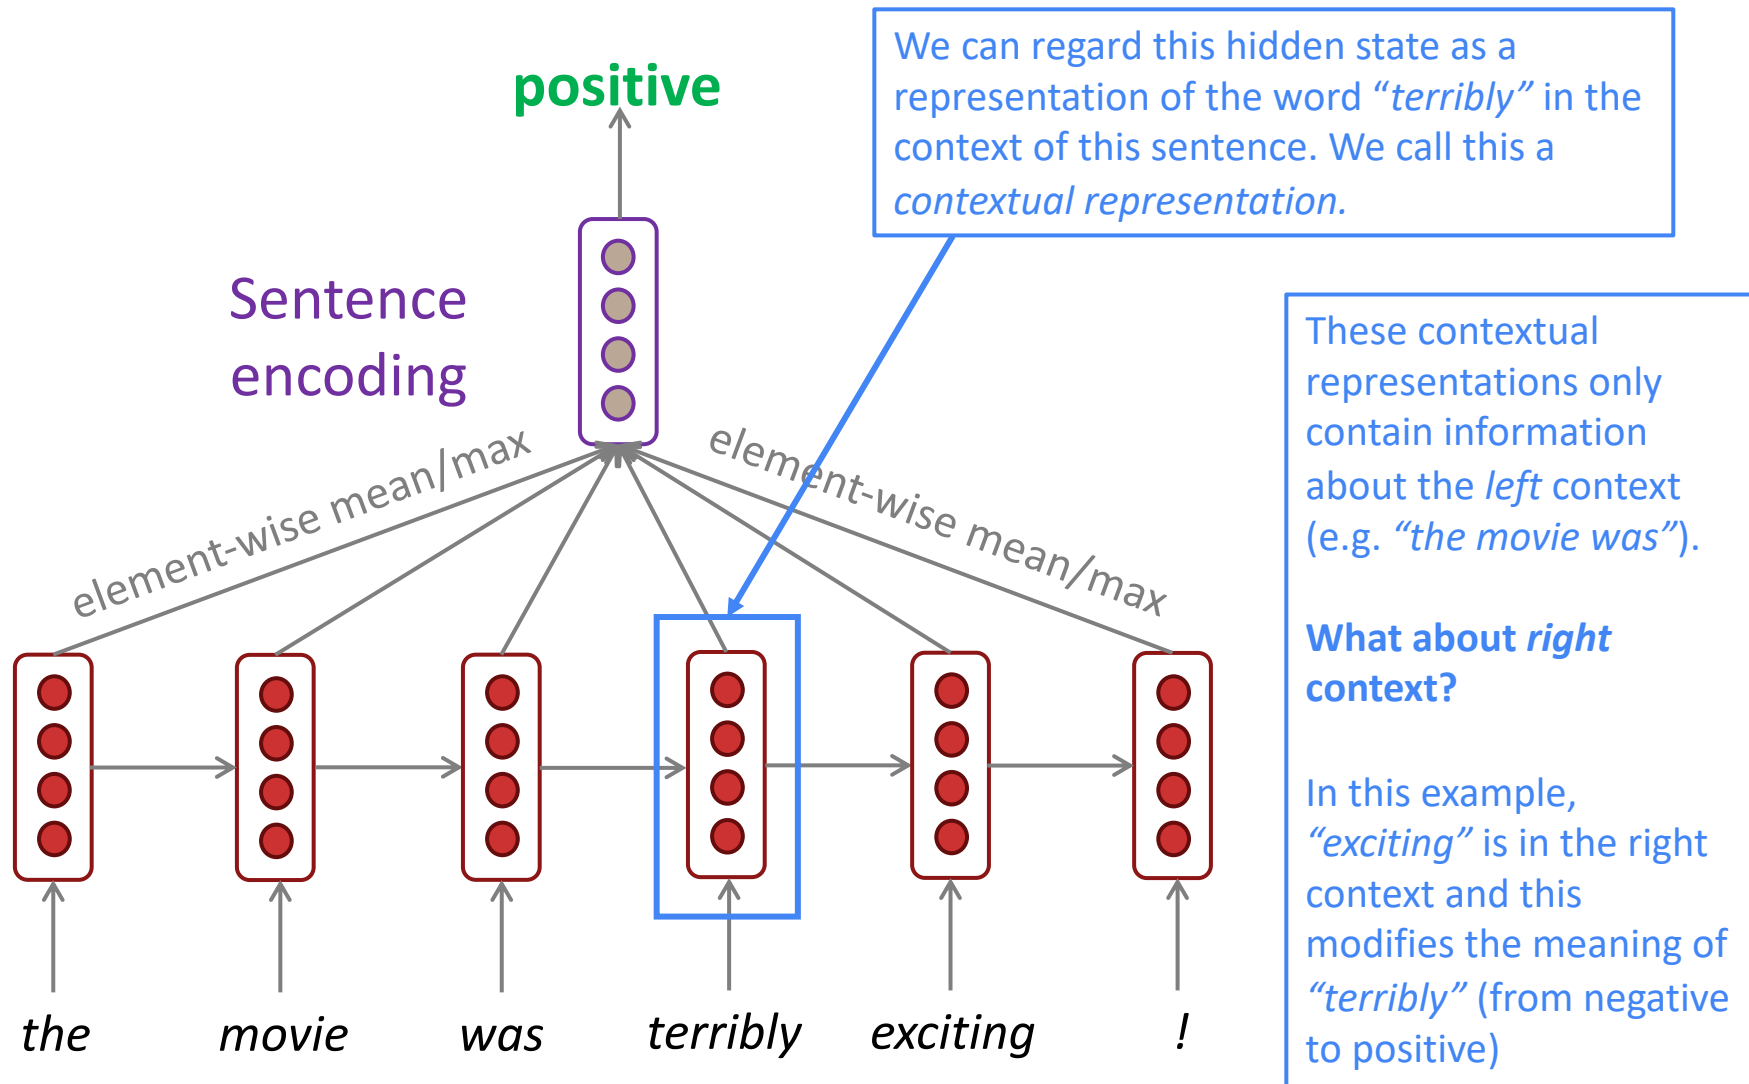 positive
We can regard this hidden state as a
representation of the word “terribly” in the
context of this sentence. We call this a
contextual representation.
Sentence
encoding
element-wise mean/max
element-wise mean/max
These contextual
representations only
contain information
about the left context
(e.g. “the movie was”).
What about right
context?
In this example,
“exciting” is in the right
context and this
modifies the meaning of
“terribly” (from negative
to positive)
the movie was terribly exciting !